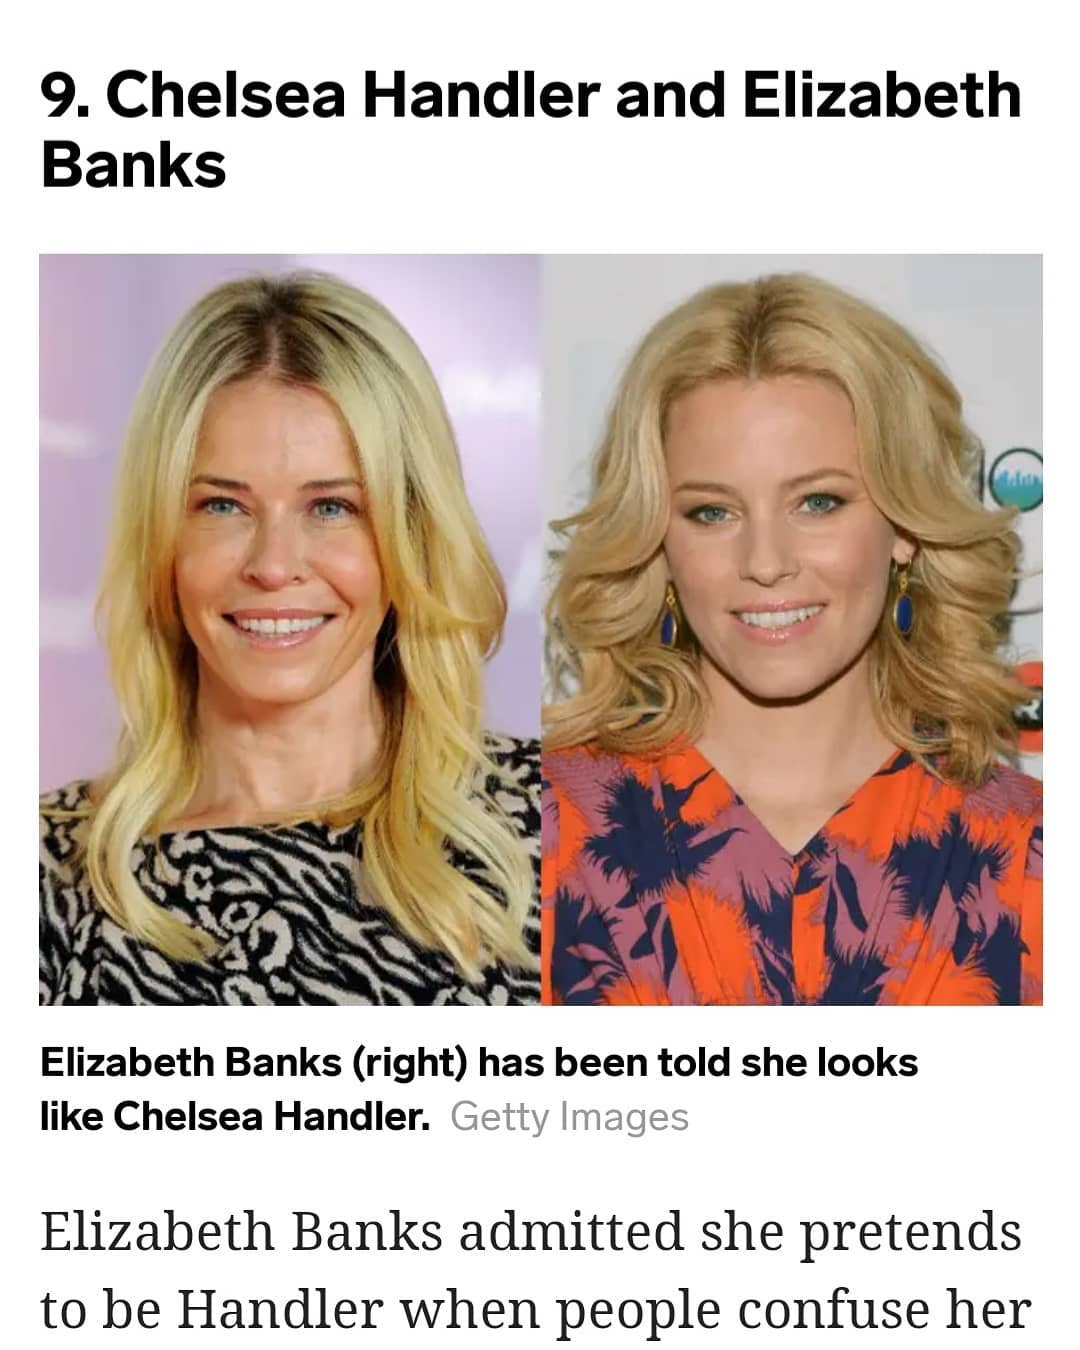 9. Chelsea Handler and Elizabeth
Banks
Elizabeth Banks (right) has been told she looks
like Chelsea Handler. Getty Images
Elizabeth Banks admitted she pretends
to be Handler when people confuse her